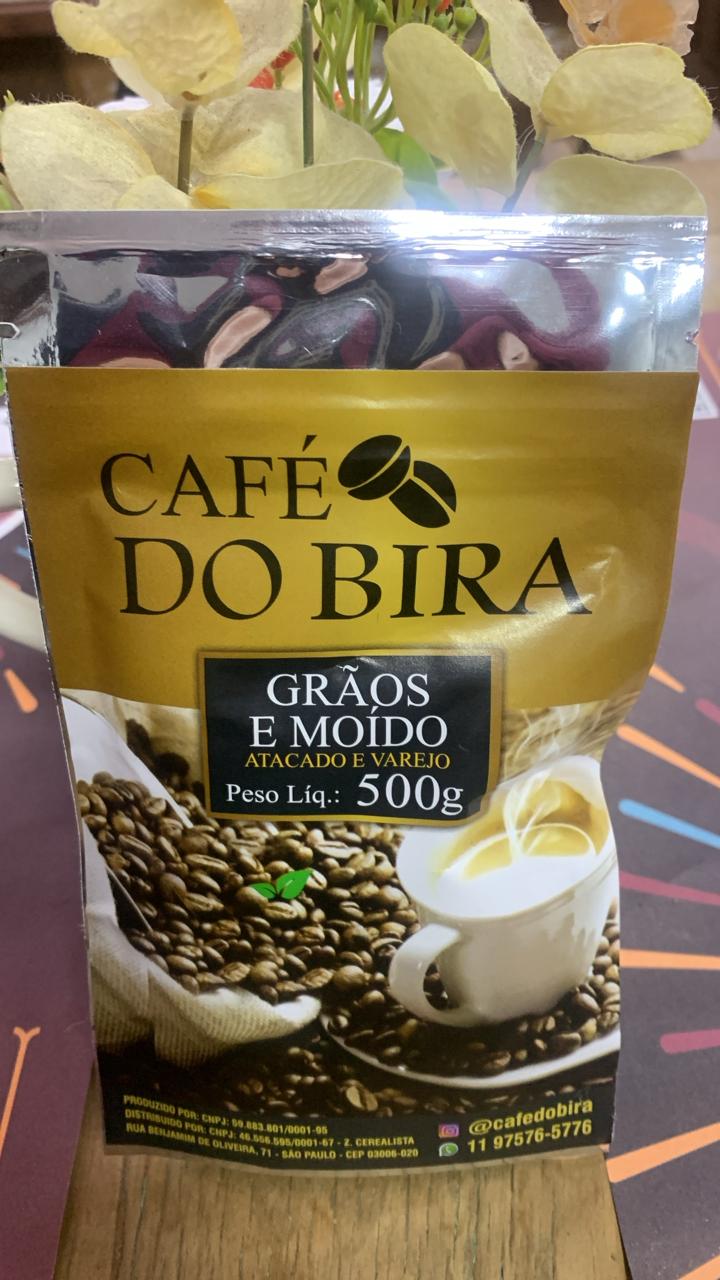 CAFÉ
DO BIRA
GRÃOS
E MOÍDO
ATACADO E VAREJO
Peso Líq.: 500g
PRODUZIDO POR: CNPJ: 59.883.801/0001-95
DISTRIBUIDO POR: CNPJ: 46.556.595/0001-67 - Z. CEREALISTA
RUA BENJAMIM DE OLIVEIRA, 71 - SÃO PAULO - CEP 03006-020
@cafedobira
11 97576-5776